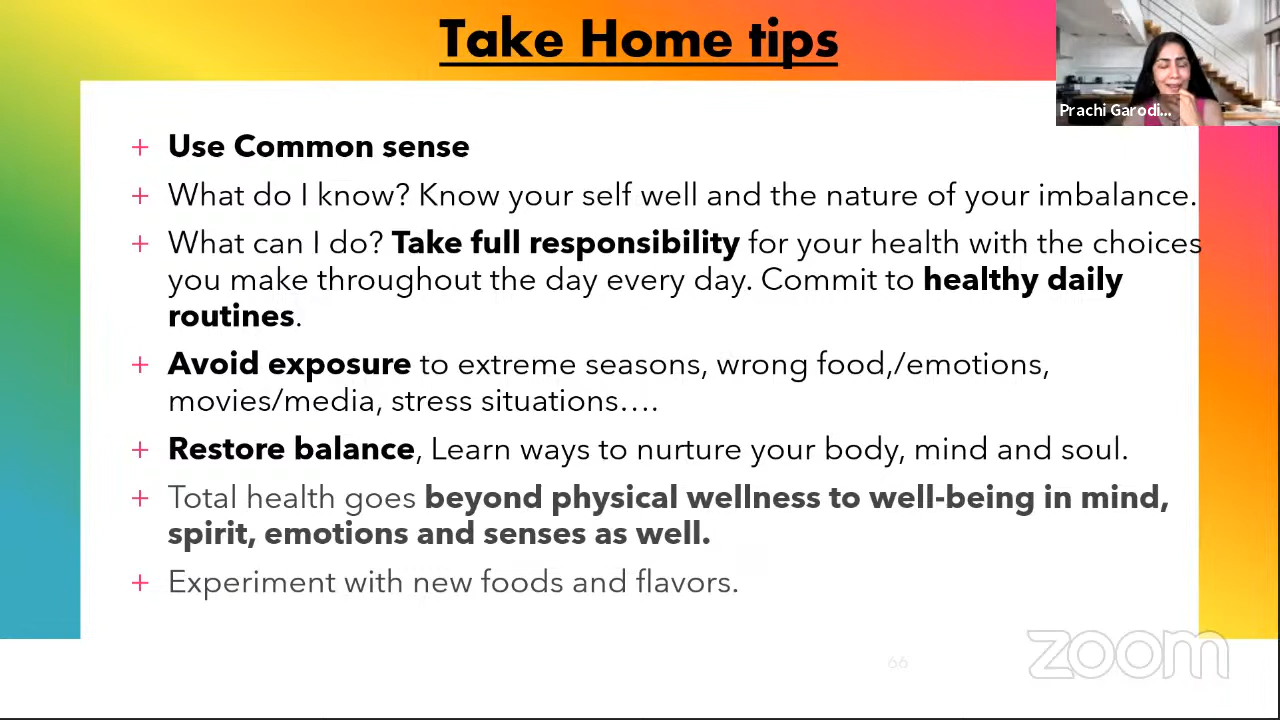 Take Home tips
Prachi Garodi...
+ Use Common sense
+ What do I know? Know your self well and the nature of your imbalance.
+ What can I do? Take full responsibility for your health with the choices
you make throughout the day every day. Commit to healthy daily
routines.
+ Avoid exposure to extreme seasons, wrong food,/emotions,
movies/media, stress situations….
+ Restore balance, Learn ways to nurture your body, mind and soul.
+ Total health goes beyond physical wellness to well-being in mind,
spirit, emotions and senses as well.
+ Experiment with new foods and flavors.
66
zoom